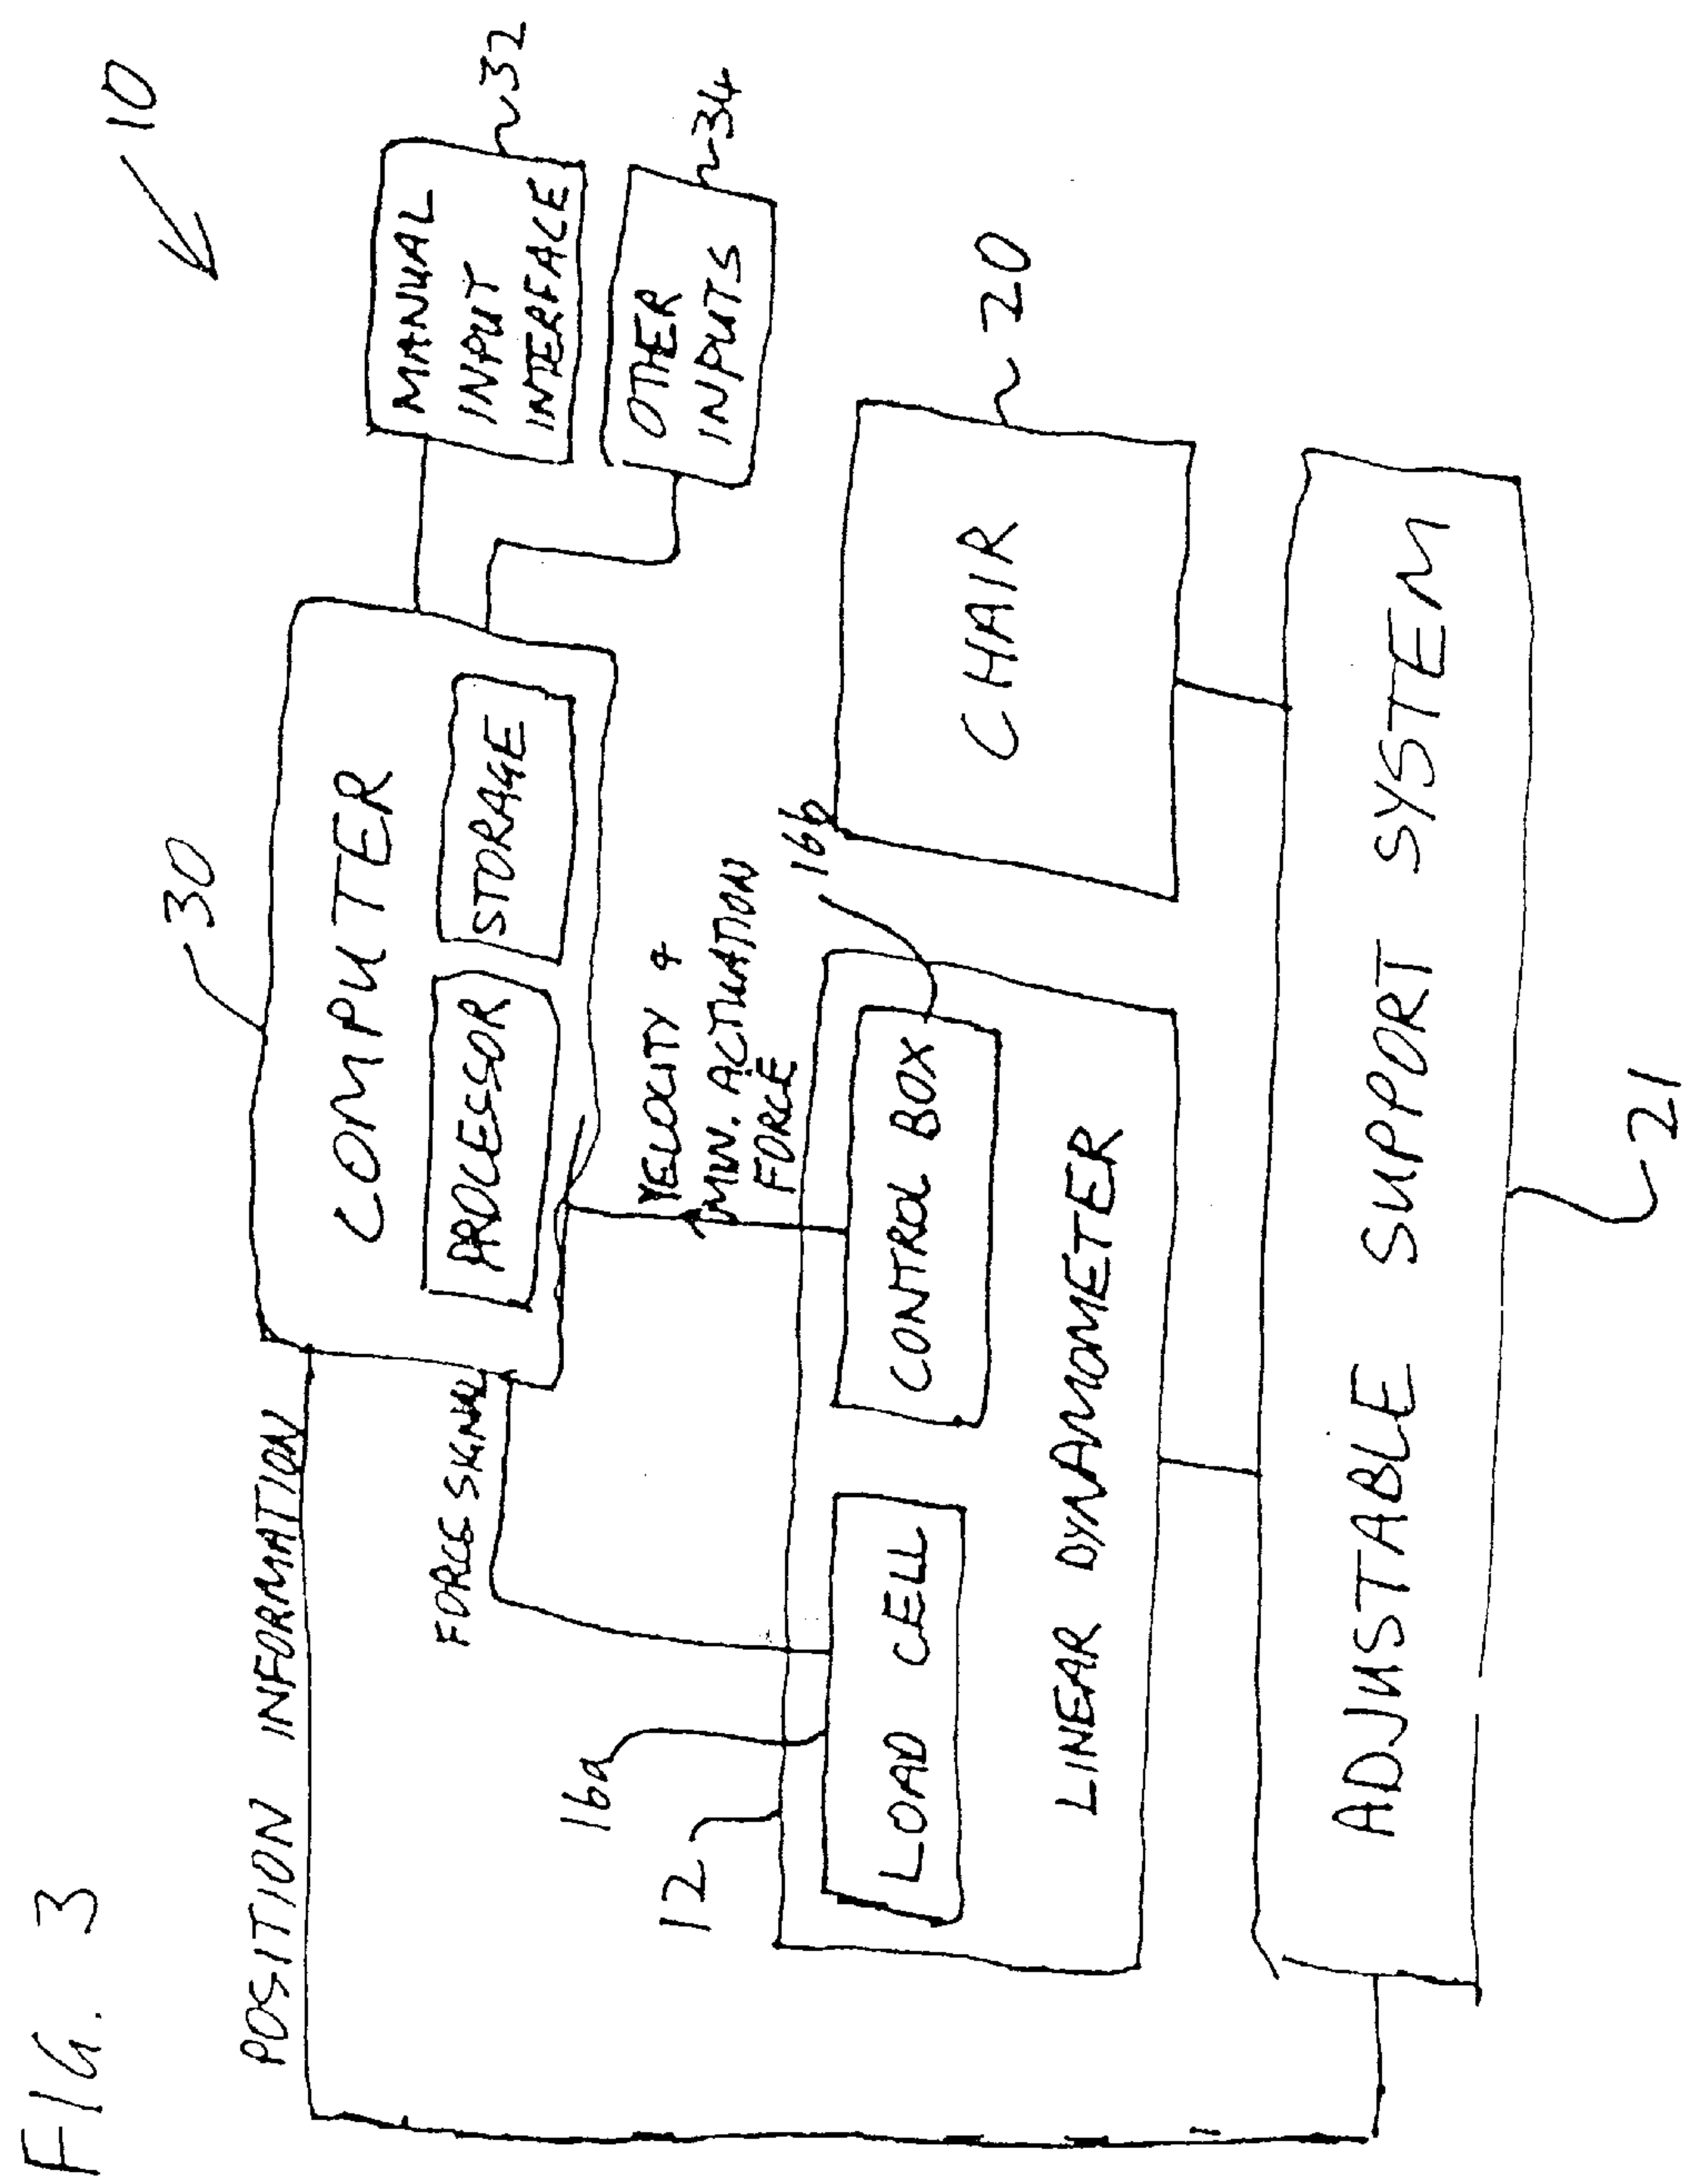 FIG. 3
10
30
COMPUTER
PROCESSOR
STORAGE
MANUAL
INPUT
INTERFACE
32
OTHER
INPUTS
34
POSITION INFORMATION
FORCE SIGNAL
VELOCITY &
MIN. ACTUATION
FORCE
16a
12
16b
LOAD CELL
CONTROL BOX
LINEAR DYNAMOMETER
CHAIR
20
ADJUSTABLE SUPPORT SYSTEM
21